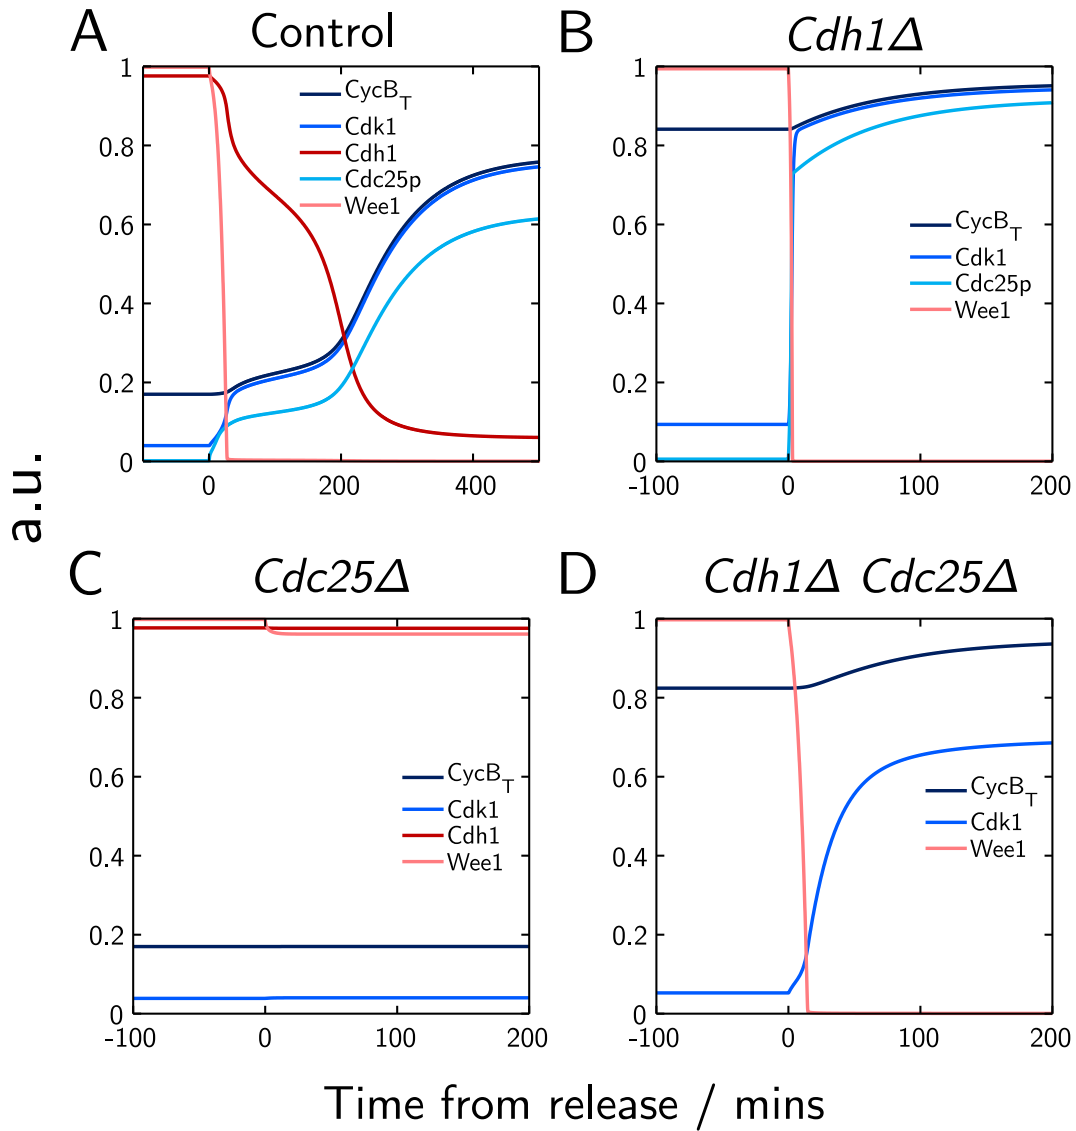 A Control
1
0.8
0.6
0.4
0.2
0
0 200 400
CycB_T
Cdk1
Cdh1
Cdc25p
Wee1
B Cdh1Δ
1
0.8
0.6
0.4
0.2
0
-100 0 100 200
CycB_T
Cdk1
Cdc25p
Wee1
a.u.
C Cdc25Δ
1
0.8
0.6
0.4
0.2
0
-100 0 100 200
CycB_T
Cdk1
Cdh1
Wee1
D Cdh1Δ Cdc25Δ
1
0.8
0.6
0.4
0.2
0
-100 0 100 200
CycB_T
Cdk1
Wee1
Time from release / mins